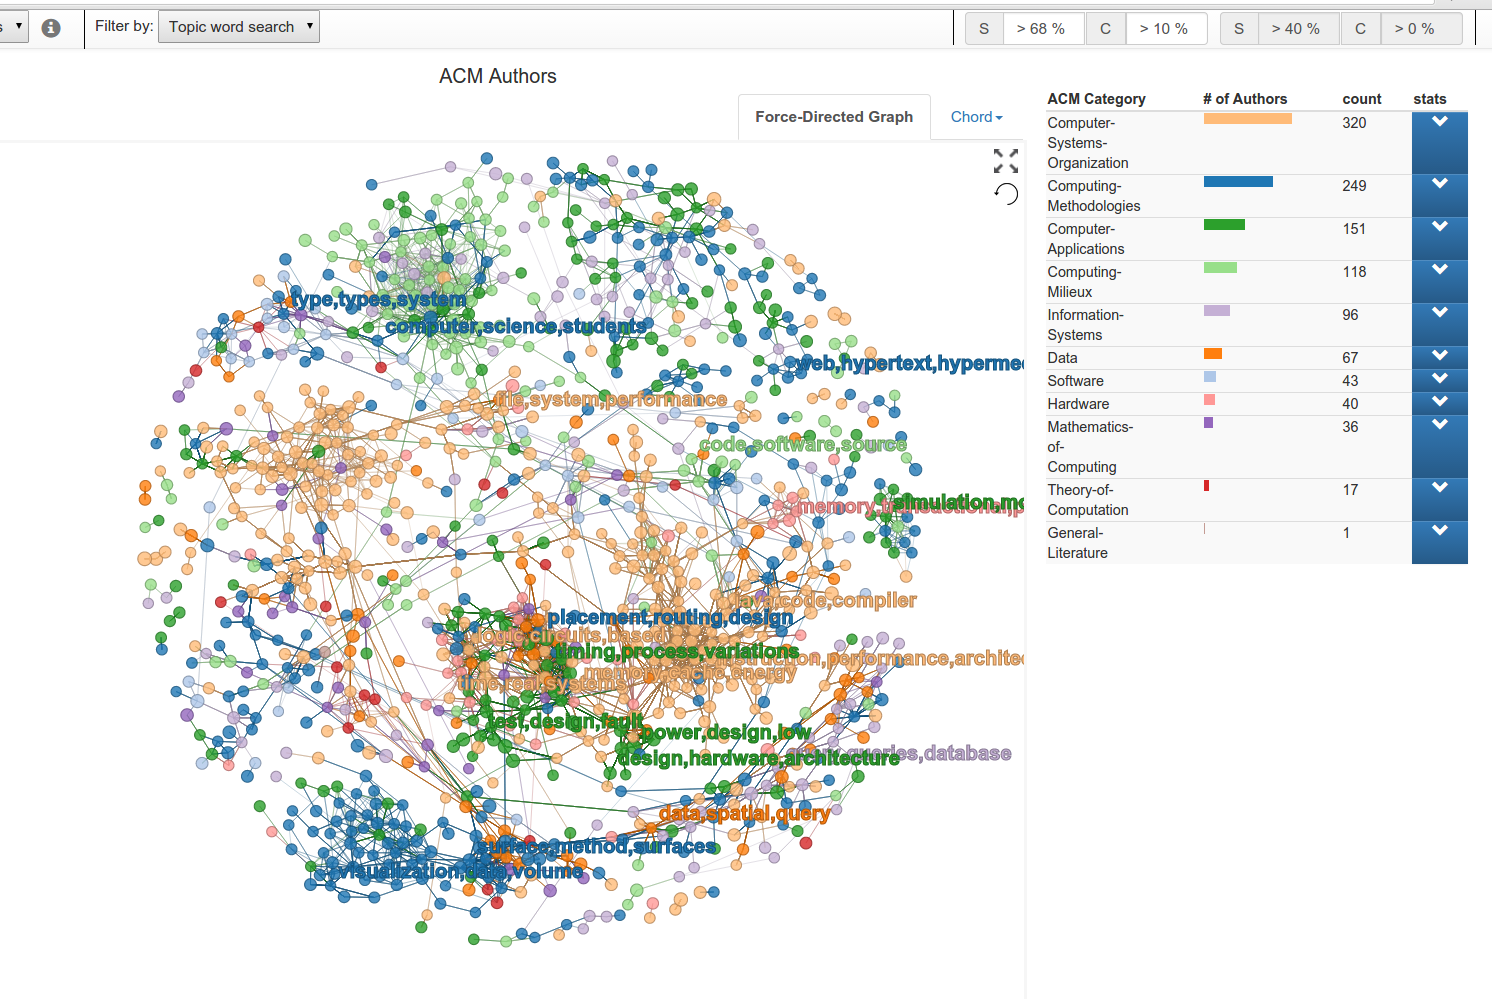 s
Filter by:
Topic word search
S > 68 % C > 10 % S > 40 % C > 0 %
ACM Authors
Force-Directed Graph
Chord
ACM Category # of Authors count stats
Computer-
Systems-
Organization
320
Computing-
Methodologies
249
Computer-
Applications
151
Computing-
Milieux
118
Information-
Systems
96
Data 67
Software 43
Hardware 40
Mathematics-
of-
Computing
36
Theory-of-
Computation
17
General-
Literature
1
type,types,system
computer,science,students
web,hypertext,hyperme
file,system,performance
code,software,source
simulation,mo
memory,transactional,p
java,code,compiler
placement,routing,design
logic,circuits,based
timing,process,variations
instruction,performance,architec
memory,cache,energy
time,real,systems
test,design,fault
power,design,low
query,queries,database
design,hardware,architecture
data,spatial,query
surface,method,surfaces
visualization,data,volume